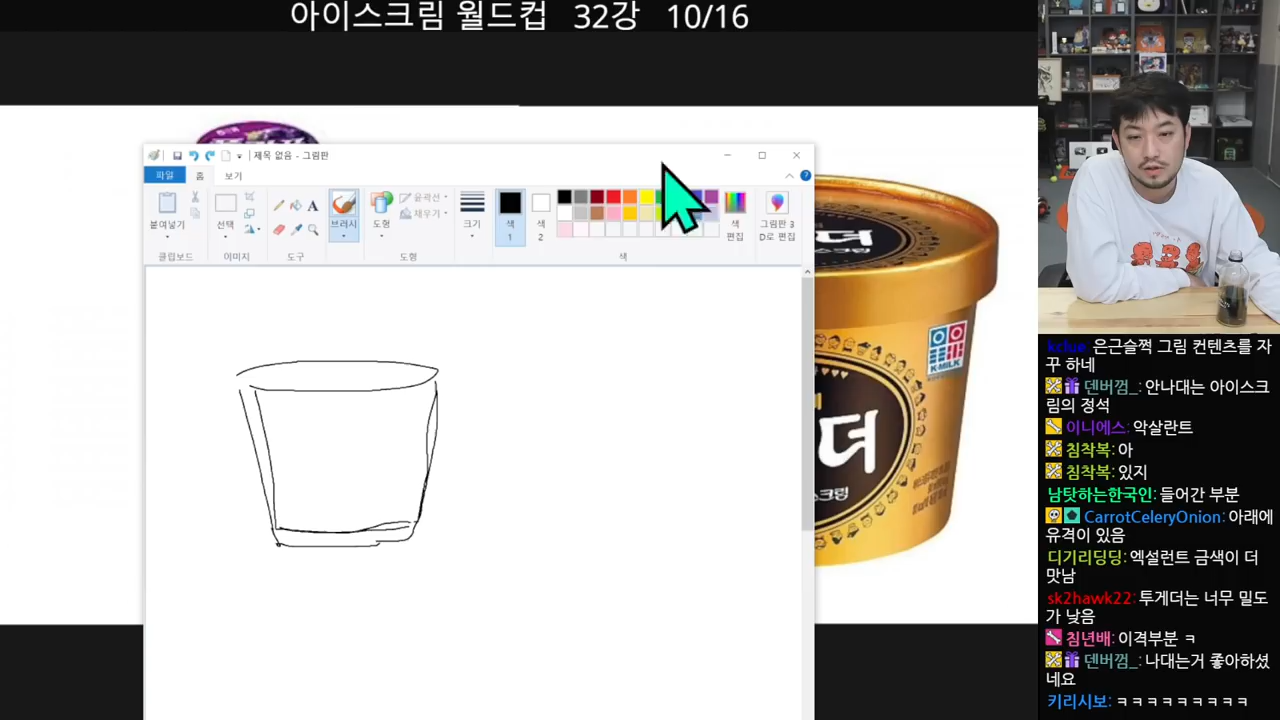 아이스크림 월드컵 32강 10/16
제목 없음 - 그림판
파일 홈 보기
붙여넣기
선택
브러시
도형
윤곽선
채우기
크기
색
1
색
2
색
편집
그림판 3
D로 편집
클립보드
이미지
도구
도형
색
더
스크림
K-MILK
더
스크림
kclue: 은근슬쩍 그림 컨텐츠를 자
꾸 하네
덴버껌_: 안나대는 아이스크
림의 정석
이니에스: 악살란트
침착복: 아
침착복: 있지
남탓하는한국인: 들어간 부분
CarrotCeleryOnion: 아래에
유격이 있음
디기리딩딩: 엑설런트 금색이 더
맛남
sk2hawk22: 투게더는 너무 밀도
가 낮음
침년배: 이격부분 ㅋ
덴버껌_: 나대는거 좋아하셨
네요
키리시보: ㅋㅋㅋㅋㅋㅋㅋㅋㅋ